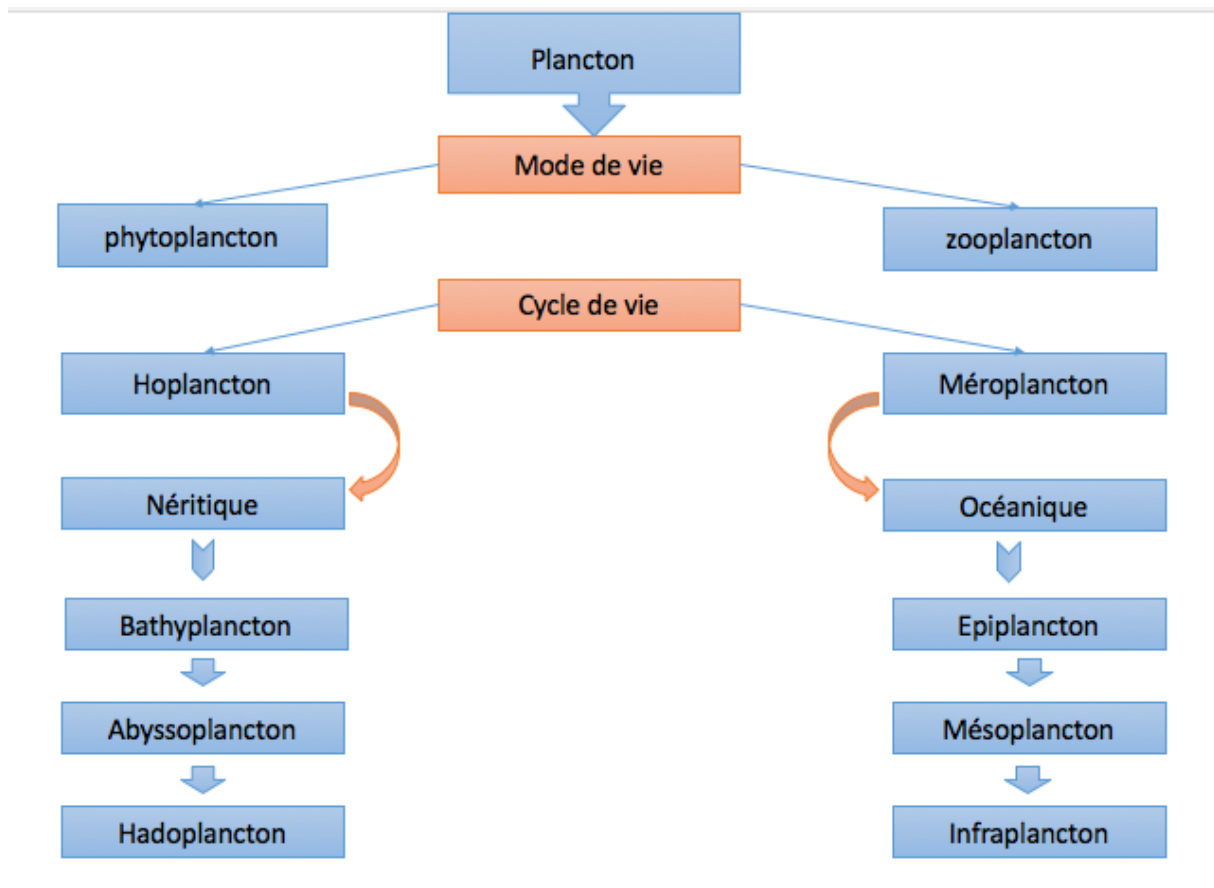 Plancton
Mode de vie
phytoplancton
zooplancton
Cycle de vie
Hoplancton
Méroplancton
Néritique
Océanique
Bathyplancton
Epiplancton
Abyssoplancton
Mésoplancton
Hadoplancton
Infraplancton